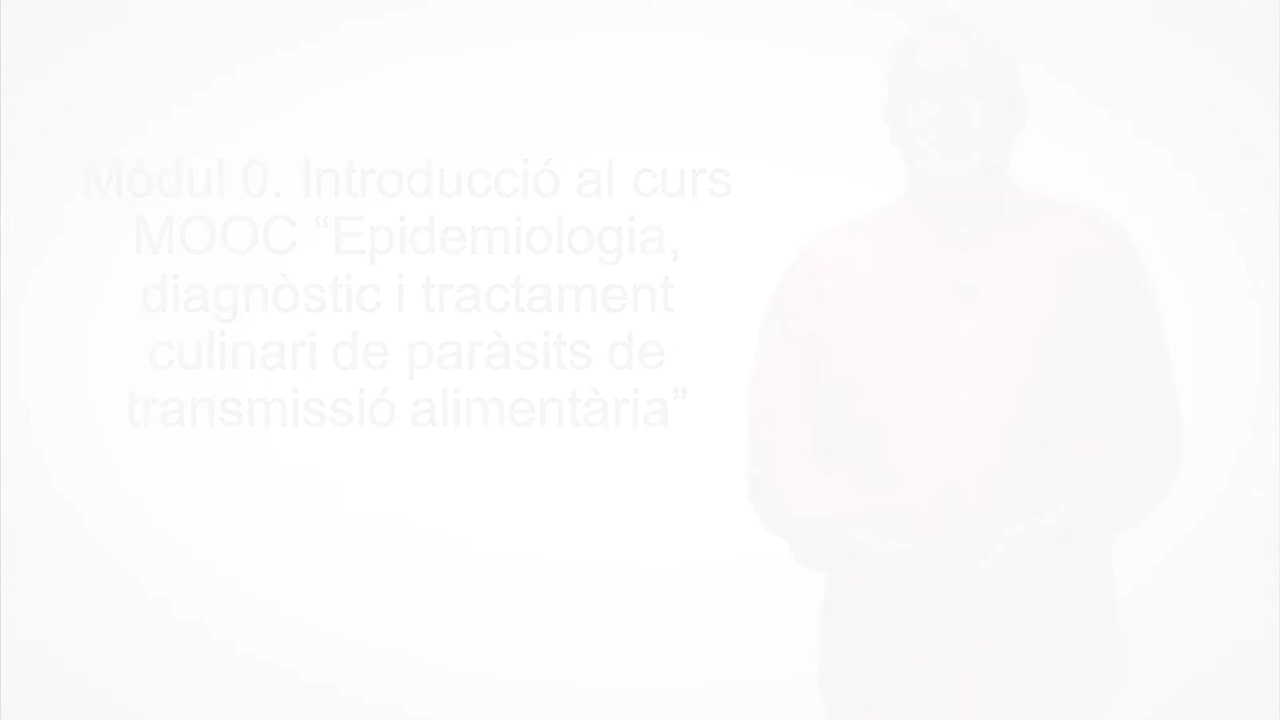 Mòdul 0. Introducció al curs
MOOC “Epidemiologia,
diagnòstic i tractament
culinari de paràsits de
transmissió alimentària”